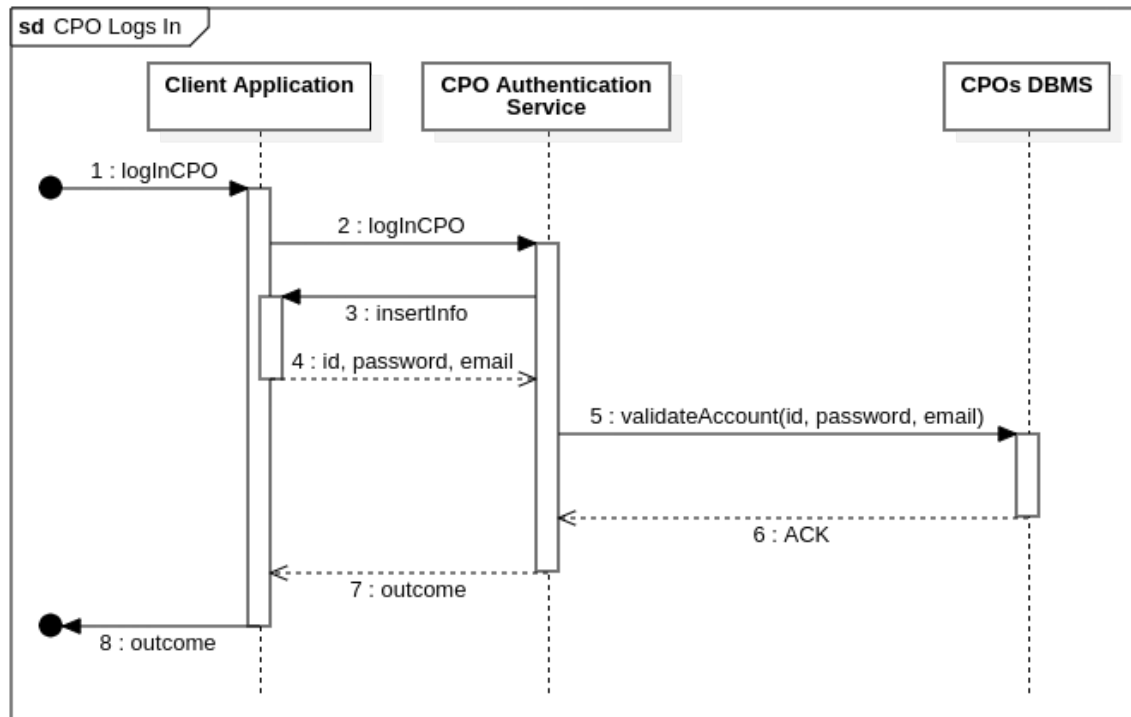 sd CPO Logs In
Client Application
CPO Authentication
Service
CPOs DBMS
1 : logInCPO
2 : logInCPO
3 : insertInfo
4 : id, password, email
5 : validateAccount(id, password, email)
6 : ACK
7 : outcome
8 : outcome